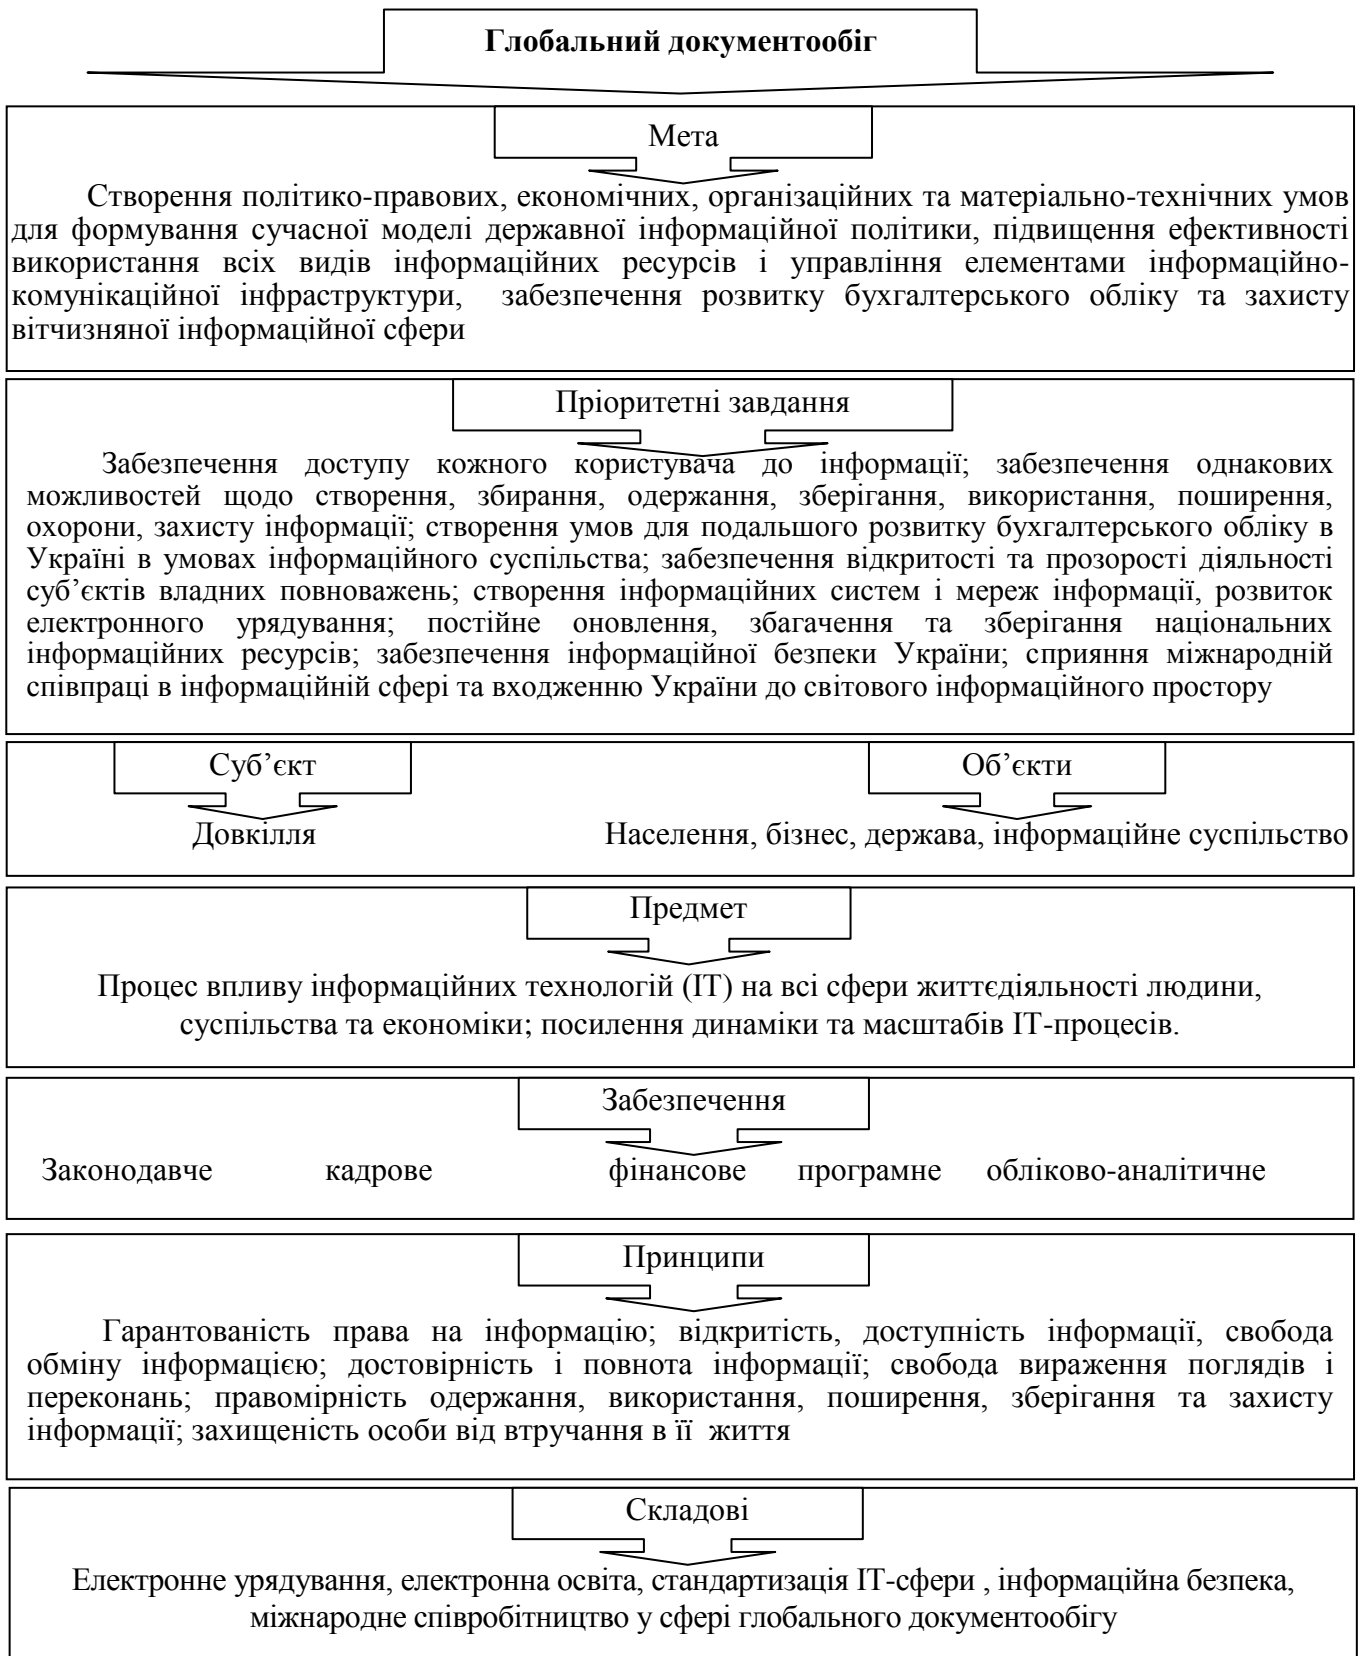 Глобальний документообіг
Мета
Створення політико-правових, економічних, організаційних та матеріально-технічних умов
для формування сучасної моделі державної інформаційної політики, підвищення ефективності
використання всіх видів інформаційних ресурсів і управління елементами інформаційно-
комунікаційної інфраструктури, забезпечення розвитку бухгалтерського обліку та захисту
вітчизняної інформаційної сфери
Пріоритетні завдання
Забезпечення доступу кожного користувача до інформації; забезпечення однакових
можливостей щодо створення, збирання, одержання, зберігання, використання, поширення,
охорони, захисту інформації; створення умов для подальшого розвитку бухгалтерського обліку в
Україні в умовах інформаційного суспільства; забезпечення відкритості та прозорості діяльності
суб’єктів владних повноважень; створення інформаційних систем і мереж інформації, розвиток
електронного урядування; постійне оновлення, збагачення та зберігання національних
інформаційних ресурсів; забезпечення інформаційної безпеки України; сприяння міжнародній
співпраці в інформаційній сфері та входженню України до світового інформаційного простору
Суб’єкт
Об’єкти
Довкілля
Населення, бізнес, держава, інформаційне суспільство
Предмет
Процес впливу інформаційних технологій (ІТ) на всі сфери життєдіяльності людини,
суспільства та економіки; посилення динаміки та масштабів ІТ-процесів.
Забезпечення
Законодавче кадрове фінансове програмне обліково-аналітичне
Принципи
Гарантованість права на інформацію; відкритість, доступність інформації, свобода
обміну інформацією; достовірність і повнота інформації; свобода вираження поглядів і
переконань; правомірність одержання, використання, поширення, зберігання та захисту
інформації; захищеність особи від втручання в її життя
Складові
Електронне урядування, електронна освіта, стандартизація ІТ-сфери , інформаційна безпека,
міжнародне співробітництво у сфері глобального документообігу